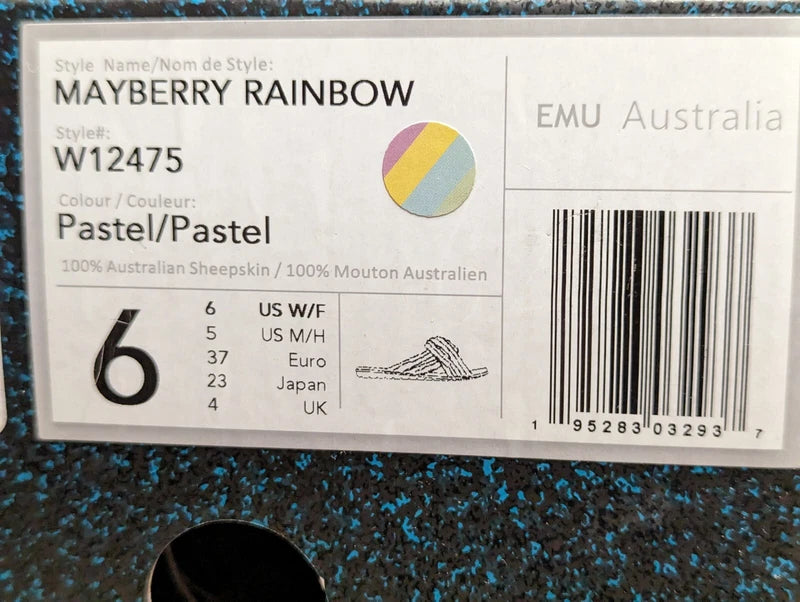 Style Name/Nom de Style:
MAYBERRY RAINBOW
Style#:
W12475
Colour / Couleur:
Pastel/Pastel
100% Australian Sheepskin / 100% Mouton Australien
EMU Australia
6
6 US W/F
5 US M/H
37 Euro
23 Japan
4 UK
1 95283 03293 7